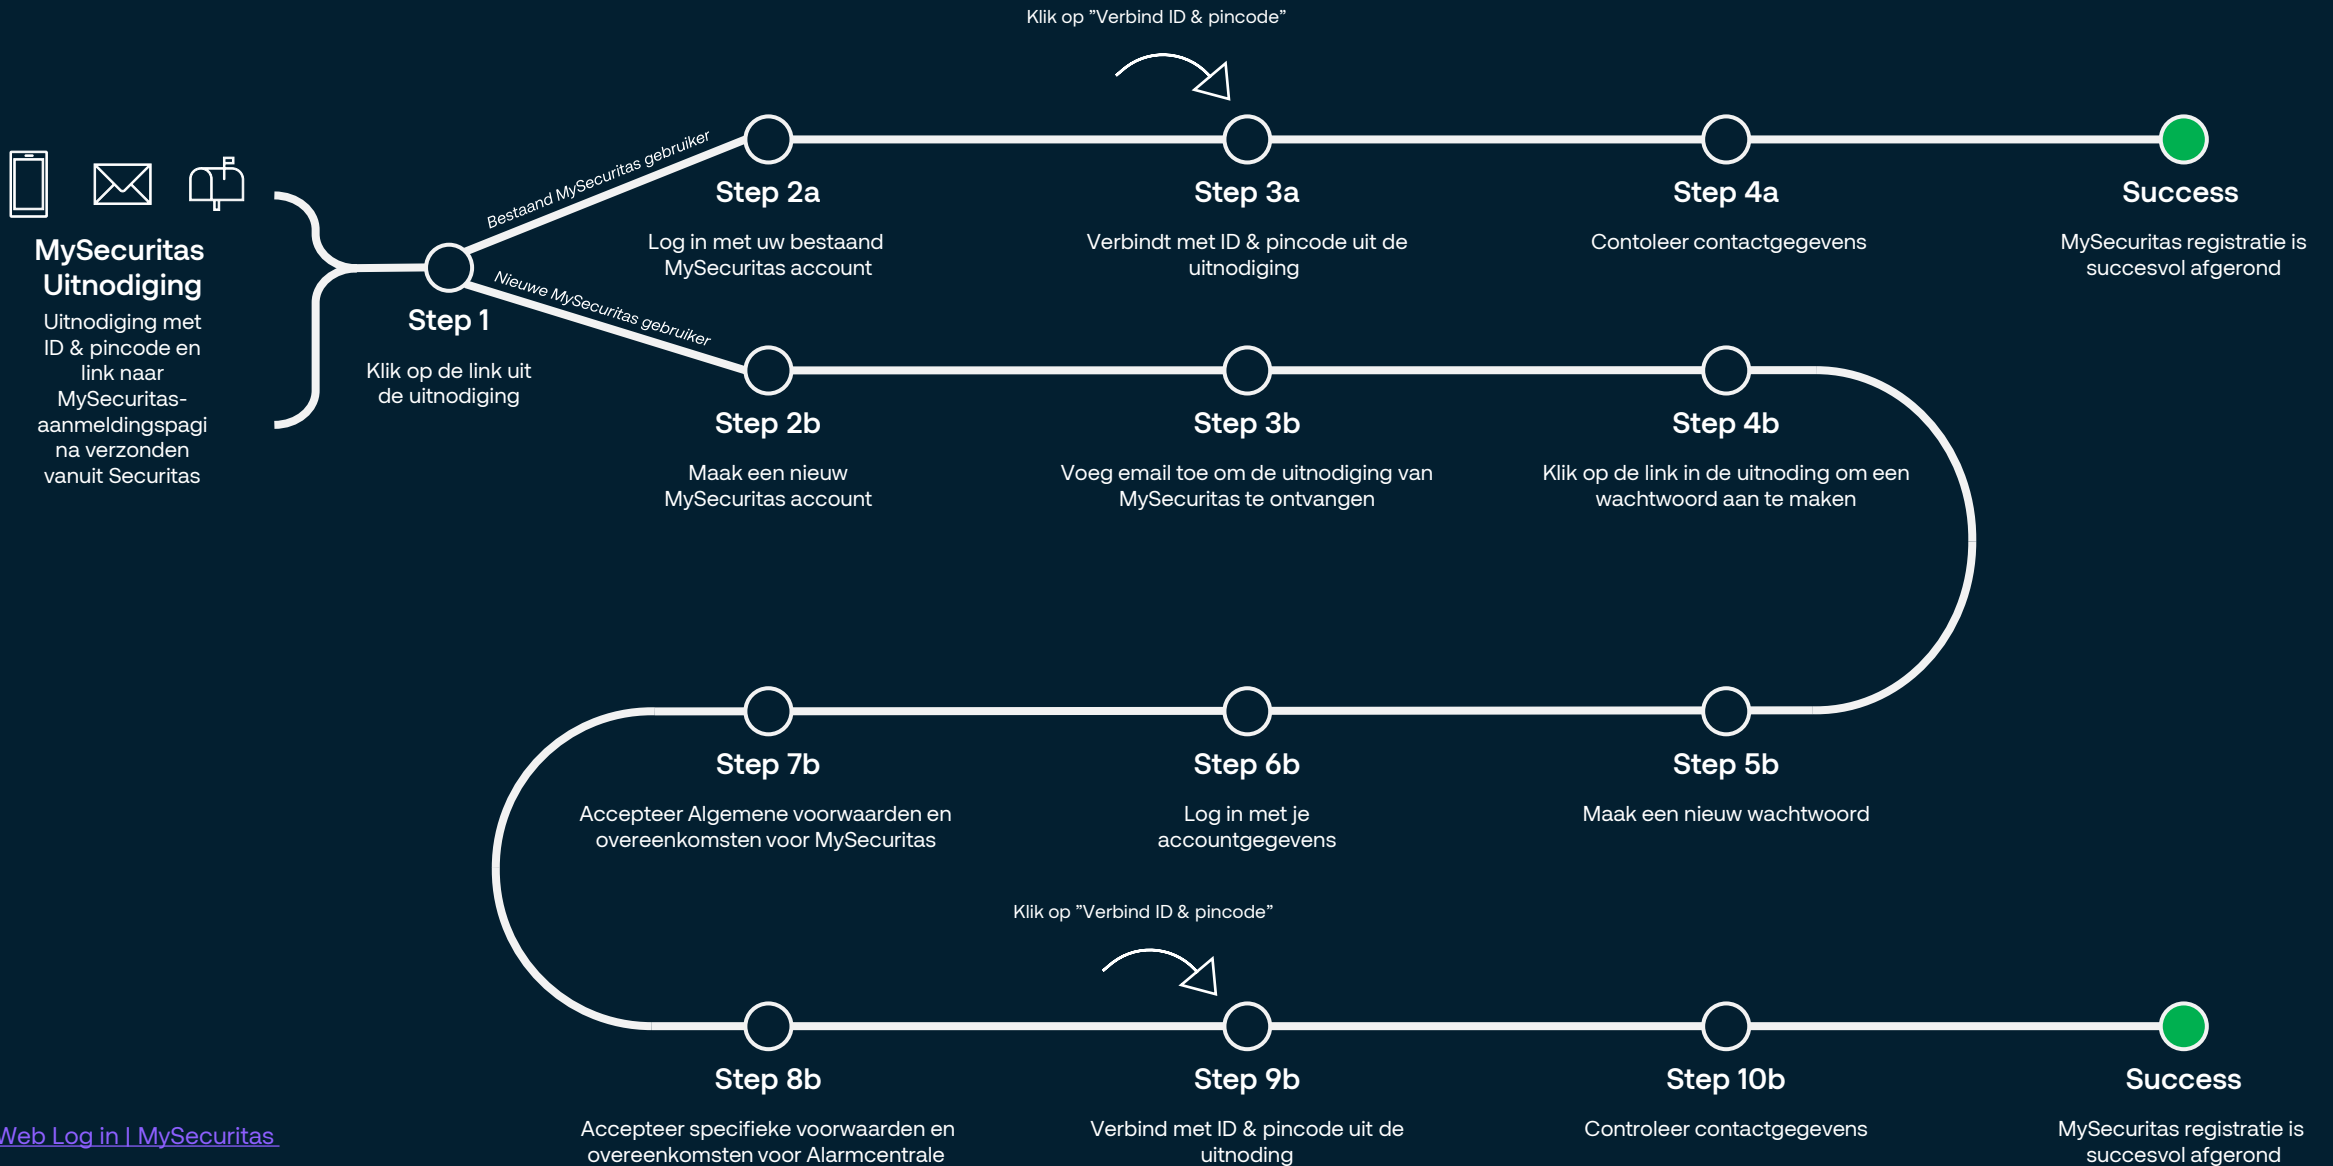 Klik op ”Verbind ID & pincode”
MySecuritas
Uitnodiging
Uitnodiging met
ID & pincode en
link naar
MySecuritas-
aanmeldingspagi
na verzonden
vanuit Securitas
Step 1
Klik op de link uit
de uitnodiging
Bestaand MySecuritas gebruiker
Nieuwe MySecuritas gebruiker
Step 2a
Log in met uw bestaand
MySecuritas account
Step 3a
Verbindt met ID & pincode uit de
uitnodiging
Step 4a
Contoleer contactgegevens
Success
MySecuritas registratie is
succesvol afgerond
Step 2b
Maak een nieuw
MySecuritas account
Step 3b
Voeg email toe om de uitnodiging van
MySecuritas te ontvangen
Step 4b
Klik op de link in de uitnoding om een
wachtwoord aan te maken
Step 7b
Accepteer Algemene voorwaarden en
overeenkomsten voor MySecuritas
Step 6b
Log in met je
accountgegevens
Step 5b
Maak een nieuw wachtwoord
Klik op ”Verbind ID & pincode”
Step 8b
Accepteer specifieke voorwaarden en
overeenkomsten voor Alarmcentrale
Step 9b
Verbind met ID & pincode uit de
uitnoding
Step 10b
Controleer contactgegevens
Success
MySecuritas registratie is
succesvol afgerond
Web Log in | MySecuritas